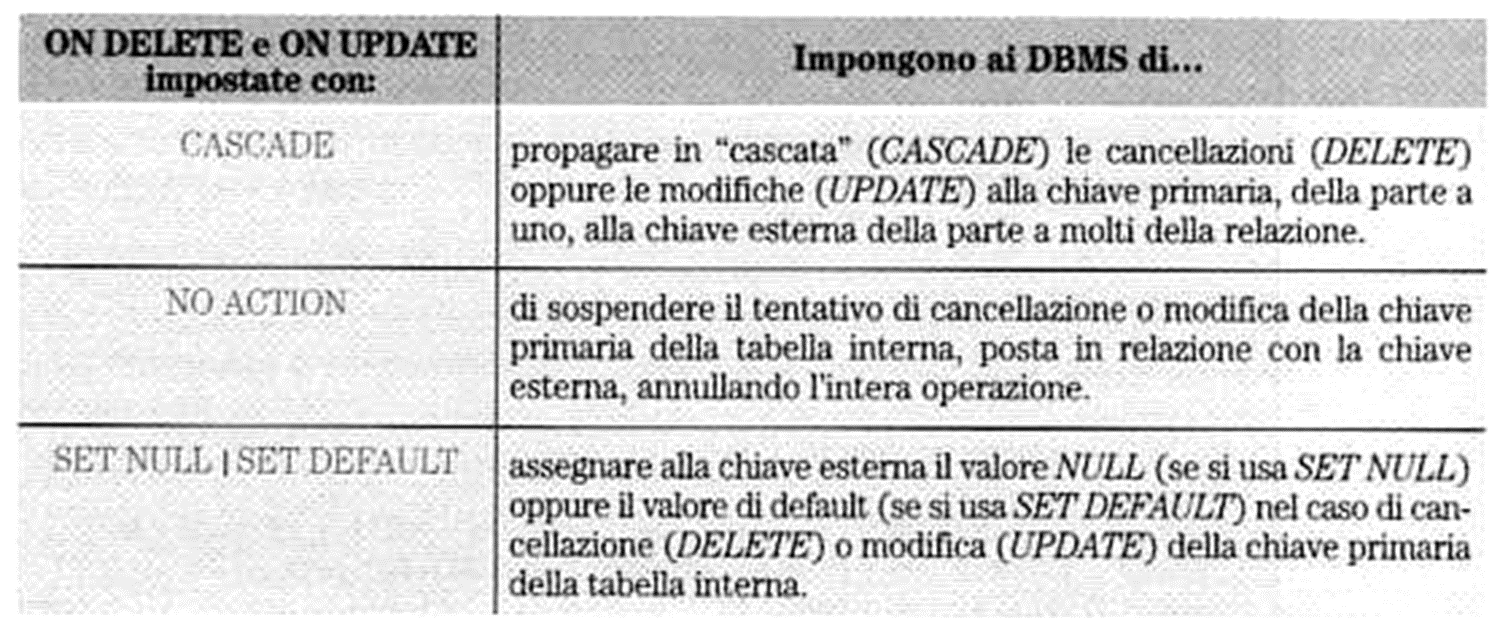 ON DELETE e ON UPDATE
impostate con:
Impongono ai DBMS di...
CASCADE
propagare in “cascata” (CASCADE) le cancellazioni (DELETE)
oppure le modifiche (UPDATE) alla chiave primaria, della parte a
uno, alla chiave esterna della parte a molti della relazione.
NO ACTION
di sospendere il tentativo di cancellazione o modifica della chiave
primaria della tabella interna, posta in relazione con la chiave
esterna, annullando l'intera operazione.
SET NULL | SET DEFAULT
assegnare alla chiave esterna il valore NULL (se si usa SET NULL)
oppure il valore di default (se si usa SET DEFAULT) nel caso di can-
cellazione (DELETE) o modifica (UPDATE) della chiave primaria
della tabella interna.